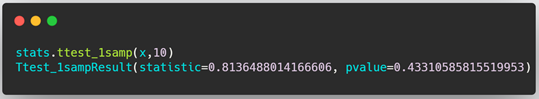 stats.ttest_1samp(x,10)
Ttest_1sampResult(statistic=0.8136488014166606, pvalue=0.43310585815519953)